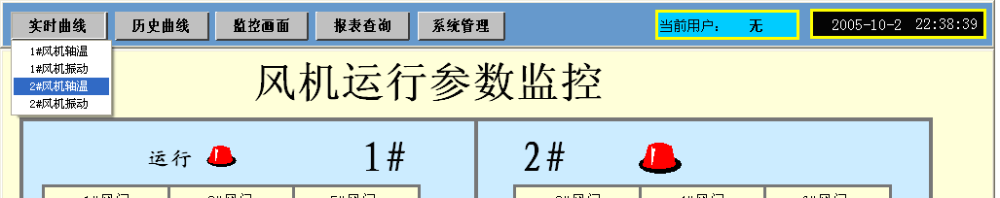 实时曲线 历史曲线 监控画面 报表查询 系统管理 当前用户： 无 2005-10-2 22:38:39
1#风机轴温
1#风机振动
2#风机轴温
2#风机振动
风机运行参数监控
运行 1# 2#